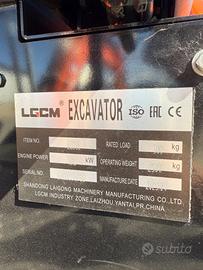 LGCM EXCAVATOR ISO EAC CE
ITEM NO. RATED LOAD kg
ENGINE POWER kW OPERATING WEIGHT kg
SERIAL MANUFACTURE DATE
SHANDONG LAIGONG MACHINERY MANUFACTURING CO.,LTD.
LGCM INDUSTRY ZONE,LAIZHOU,YANTAI,PR.CHINA
subito